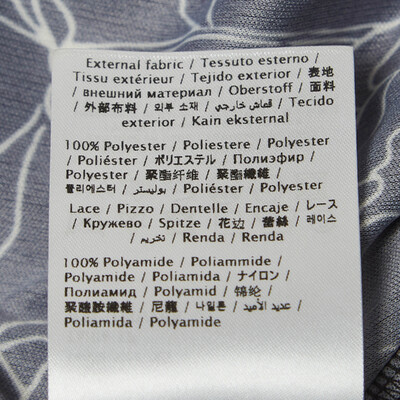 External fabric / Tessuto esterno /
Tissu extérieur / Tejido exterior / 表地
/ внешний материал / Oberstoff / 面料
/ 外部布料 / 외부 소재 / قماش خارجي / Tecido
exterior / Kain eksternal
100% Polyester / Poliestere / Polyester
/ Poliéster / ポリエステル / Полиэфир /
Polyester / 聚酯纤维 / 聚酯纖維 /
폴리에스터 / بوليستر / Poliéster / Polyester
Lace / Pizzo / Dentelle / Encaje / レース
/ Кружево / Spitze / 花边 / 蕾絲 / 레이스
/ تخريم / Renda / Renda
100% Polyamide / Poliammide /
Polyamide / Poliamida / ナイロン /
Полиамид / Polyamid / 锦纶 /
聚醯胺纖維 / 尼龍 / 나일론 / عديد الأميد /
Poliamida / Polyamide